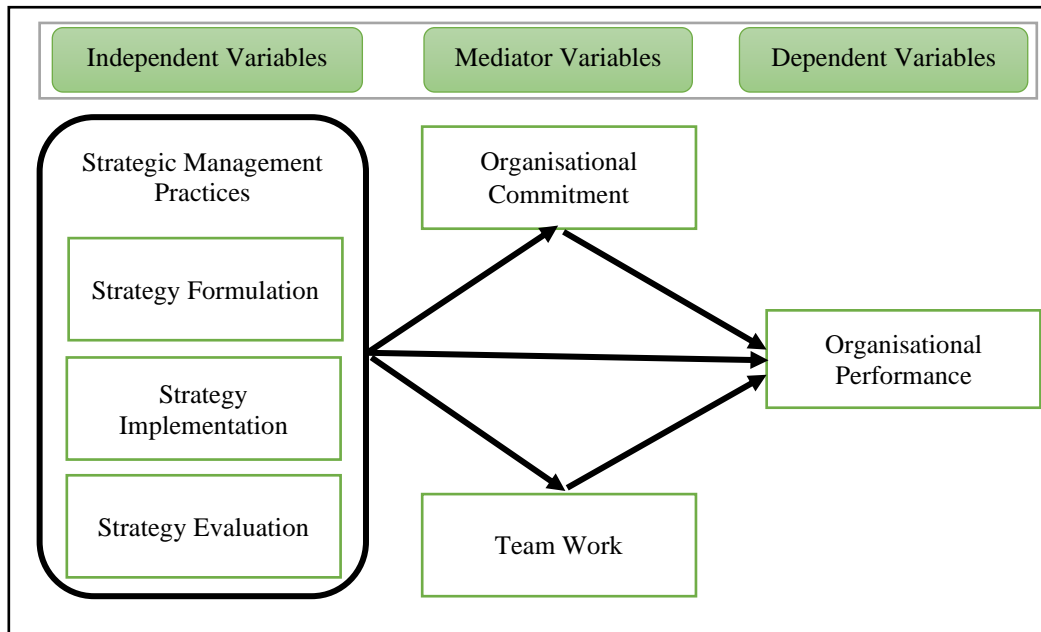 Independent Variables
Mediator Variables
Dependent Variables
Strategic Management
Practices
Strategy Formulation
Strategy
Implementation
Strategy Evaluation
Organisational
Commitment
Team Work
Organisational
Performance